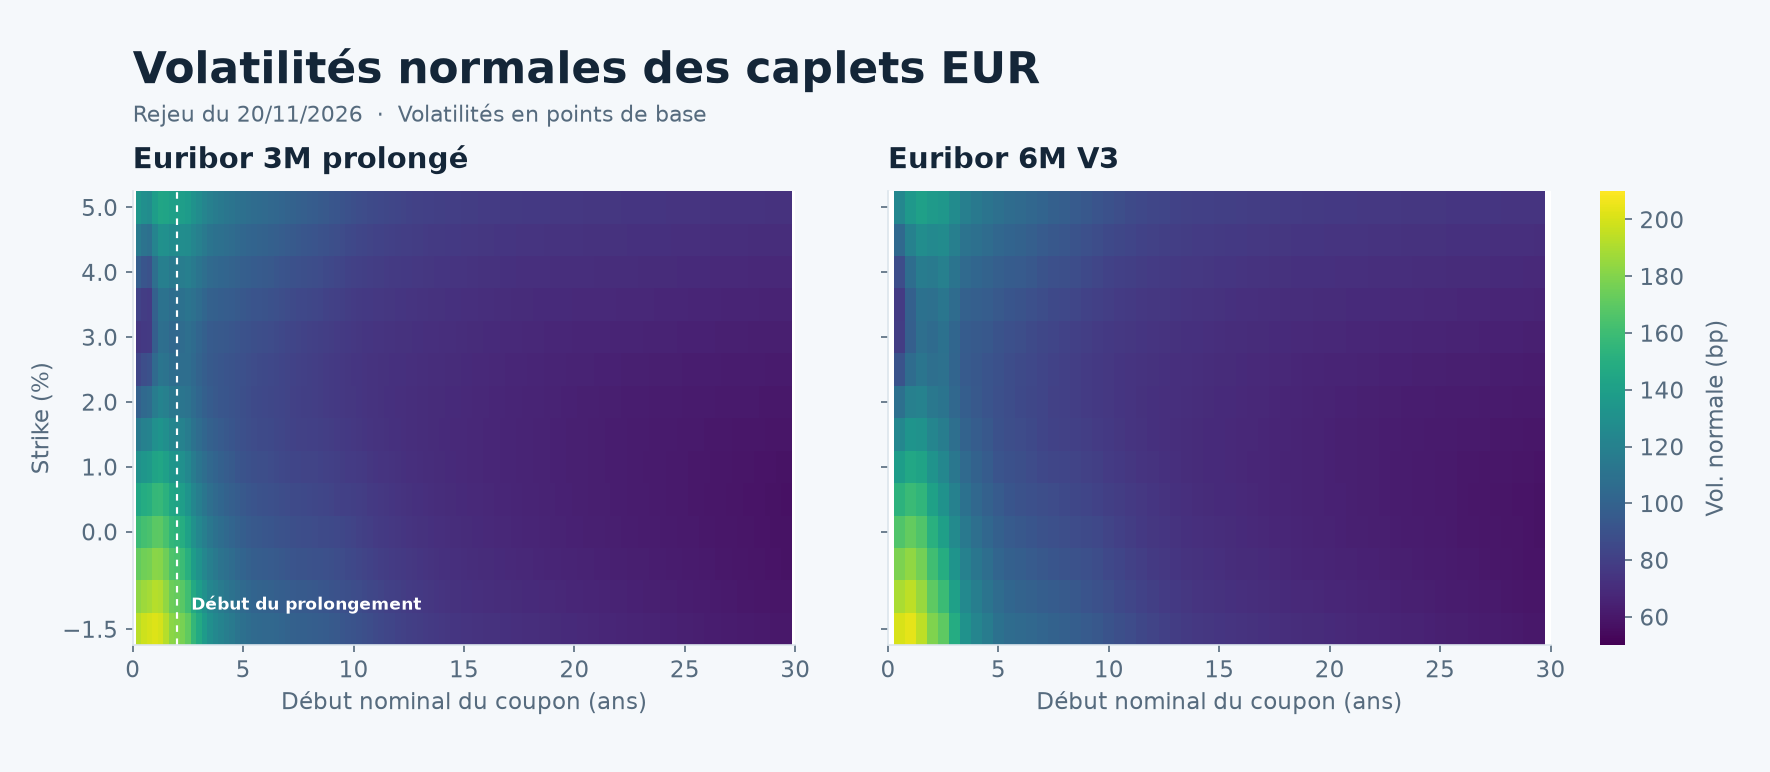 Volatilités normales des caplets EUR
Rejeu du 20/11/2026 · Volatilités en points de base
Euribor 3M prolongé
Euribor 6M V3
5.0
4.0
3.0
2.0
1.0
0.0
−1.5
Strike (%)
Début du prolongement
0 5 10 15 20 25 30
Début nominal du coupon (ans)
0 5 10 15 20 25 30
Début nominal du coupon (ans)
200
180
160
140
120
100
80
60
Vol. normale (bp)